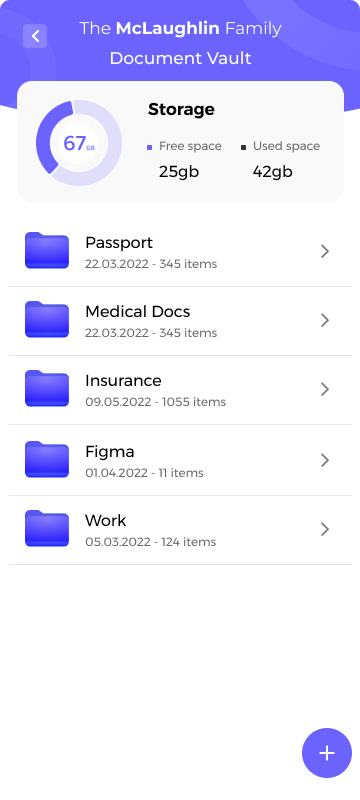 The McLaughlin Family
Document Vault
Storage
67GB
Free space
Used space
25gb
42gb
Passport
22.03.2022 - 345 items
Medical Docs
22.03.2022 - 345 items
Insurance
09.05.2022 - 1055 items
Figma
01.04.2022 - 11 items
Work
05.03.2022 - 124 items